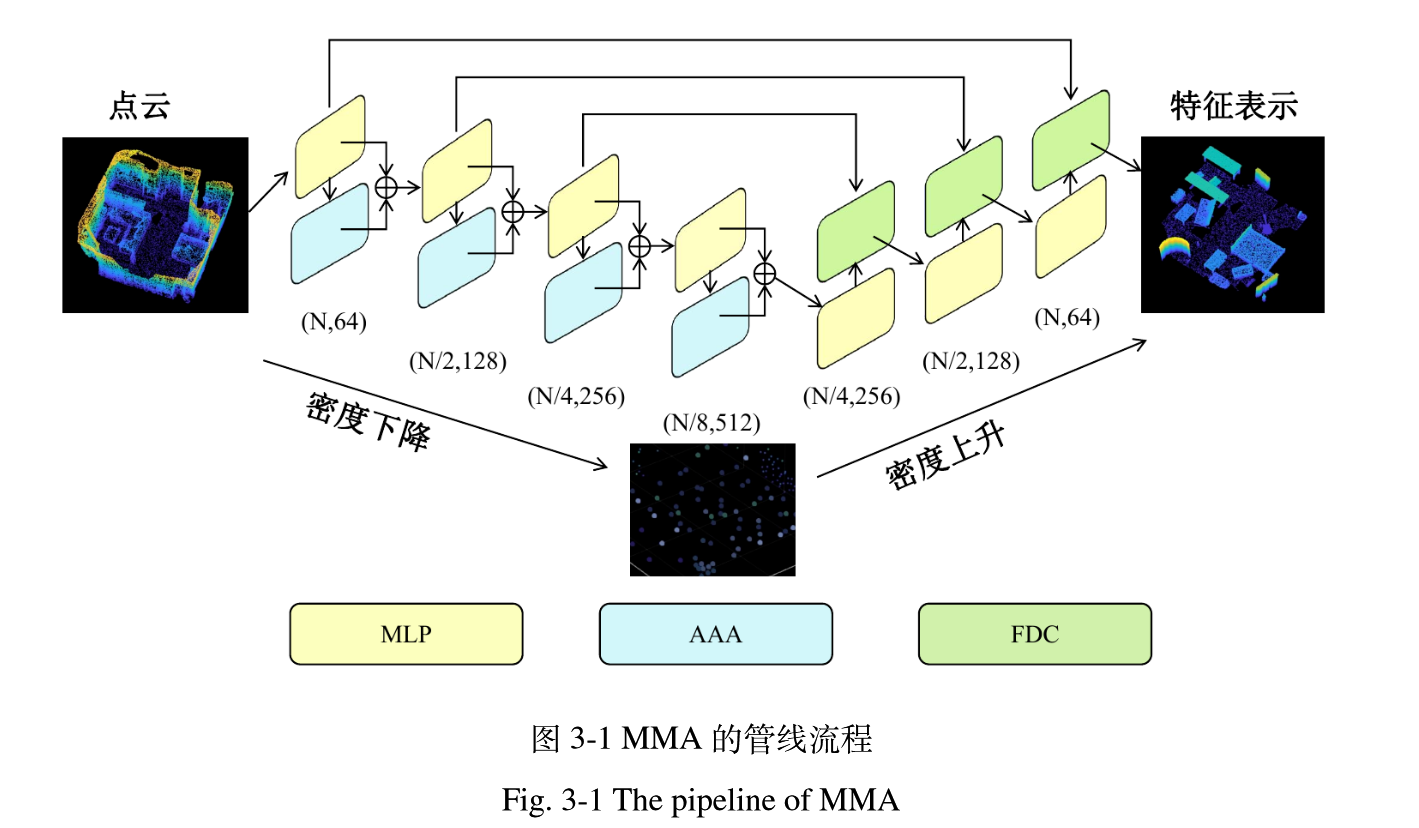 点云
特征表示
(N,64)
(N/2,128)
(N/4,256)
(N/8,512)
(N/4,256)
(N/2,128)
(N,64)
密度下降
密度上升
MLP
AAA
FDC
图 3-1 MMA 的管线流程
Fig. 3-1 The pipeline of MMA